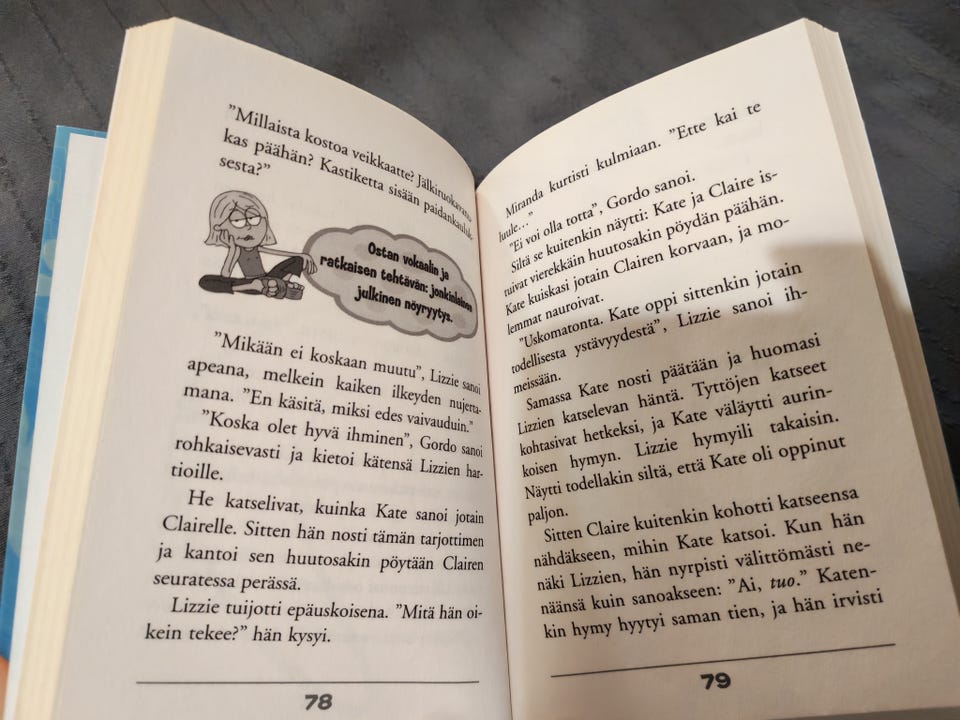 ”Millaista kostoa veikkaatte? Jälkiruokavanu-
kas päähän? Kastiketta sisään paidankauluk-
sesta?”
Ostan vokaalin ja
ratkaisen tehtävän: jonkinlainen
julkinen nöyryytys.
”Mikään ei koskaan muutu”, Lizzie sanoi
apeana, melkein kaiken ilkeyden nujerta-
mana. ”En käsitä, miksi edes vaivauduin.”
”Koska olet hyvä ihminen”, Gordo sanoi
rohkaisevasti ja kietoi kätensä Lizzien har-
tioille.
He katselivat, kuinka Kate sanoi jotain
Clairelle. Sitten hän nosti tämän tarjottimen
ja kantoi sen huutosakin pöytään Clairen
seuratessa perässä.
Lizzie tuijotti epäuskoisena. ”Mitä hän oi-
kein tekee?” hän kysyi.
78
Miranda kurtisti kulmiaan. ”Ette kai te
luule...”
”Ei voi olla totta”, Gordo sanoi.
Siltä se kuitenkin näytti: Kate ja Claire is-
tuivat vierekkäin huutosakin pöydän päähän.
Kate kuiskasi jotain Clairen korvaan, ja mo-
lemmat nauroivat.
”Uskomatonta. Kate oppi sittenkin jotain
todellisesta ystävyydestä”, Lizzie sanoi ih-
meissään.
Samassa Kate nosti päätään ja huomasi
Lizzien katselevan häntä. Tyttöjen katseet
kohtasivat hetkeksi, ja Kate väläytti aurin-
koisen hymyn. Lizzie hymyili takaisin.
Näytti todellakin siltä, että Kate oli oppinut
paljon.
Sitten Claire kuitenkin kohotti katseensa
nähdäkseen, mihin Kate katsoi. Kun hän
näki Lizzien, hän nyrpisti välittömästi ne-
näänsä kuin sanoakseen: ”Ai, tuo.” Katen-
kin hymy hyytyi saman tien, ja hän irvisti
79